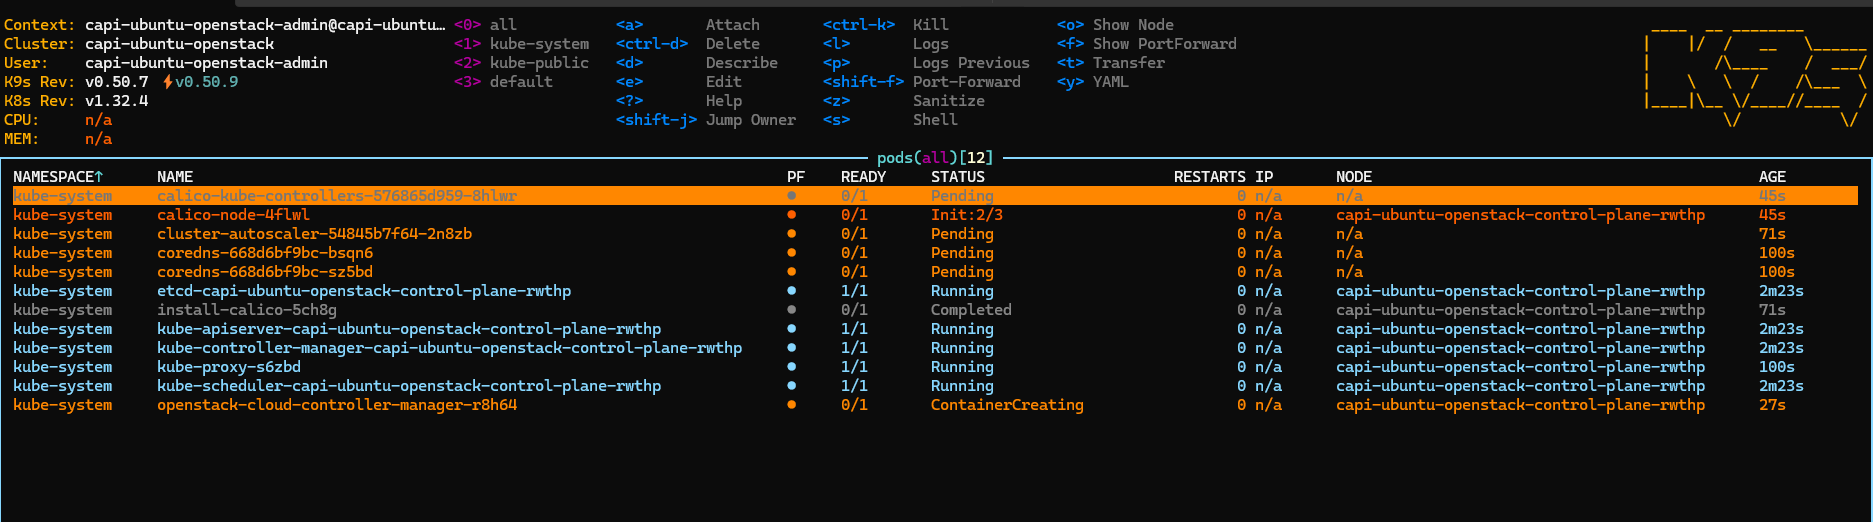 Context: capi-ubuntu-openstack-admin@capi-ubuntu… <0> all <a> Attach <ctrl-k> Kill <o> Show Node
Cluster: capi-ubuntu-openstack <1> kube-system <ctrl-d> Delete <l> Logs <f> Show PortForward
User: capi-ubuntu-openstack-admin <2> kube-public <d> Describe <p> Logs Previous <t> Transfer
K9s Rev: v0.50.7 ⚡v0.50.9 <3> default <e> Edit <shift-f> Port-Forward <y> YAML
K8s Rev: v1.32.4 <?> Help <z> Sanitize
CPU: n/a <shift-j> Jump Owner <s> Shell
MEM: n/a
pods(all)[12]
NAMESPACE↑ NAME PF READY STATUS RESTARTS IP NODE AGE
kube-system calico-kube-controllers-576865d959-8hlwr ● 0/1 Pending 0 n/a n/a 45s
kube-system calico-node-4flwl ● 0/1 Init:2/3 0 n/a capi-ubuntu-openstack-control-plane-rwthp 45s
kube-system cluster-autoscaler-54845b7f64-2n8zb ● 0/1 Pending 0 n/a n/a 71s
kube-system coredns-668d6bf9bc-bsqn6 ● 0/1 Pending 0 n/a n/a 100s
kube-system coredns-668d6bf9bc-sz5bd ● 0/1 Pending 0 n/a n/a 100s
kube-system etcd-capi-ubuntu-openstack-control-plane-rwthp ● 1/1 Running 0 n/a capi-ubuntu-openstack-control-plane-rwthp 2m23s
kube-system install-calico-5ch8g ● 0/1 Completed 0 n/a capi-ubuntu-openstack-control-plane-rwthp 71s
kube-system kube-apiserver-capi-ubuntu-openstack-control-plane-rwthp ● 1/1 Running 0 n/a capi-ubuntu-openstack-control-plane-rwthp 2m23s
kube-system kube-controller-manager-capi-ubuntu-openstack-control-plane-rwthp ● 1/1 Running 0 n/a capi-ubuntu-openstack-control-plane-rwthp 2m23s
kube-system kube-proxy-s6zbd ● 1/1 Running 0 n/a capi-ubuntu-openstack-control-plane-rwthp 100s
kube-system kube-scheduler-capi-ubuntu-openstack-control-plane-rwthp ● 1/1 Running 0 n/a capi-ubuntu-openstack-control-plane-rwthp 2m23s
kube-system openstack-cloud-controller-manager-r8h64 ● 0/1 ContainerCreating 0 n/a capi-ubuntu-openstack-control-plane-rwthp 27s